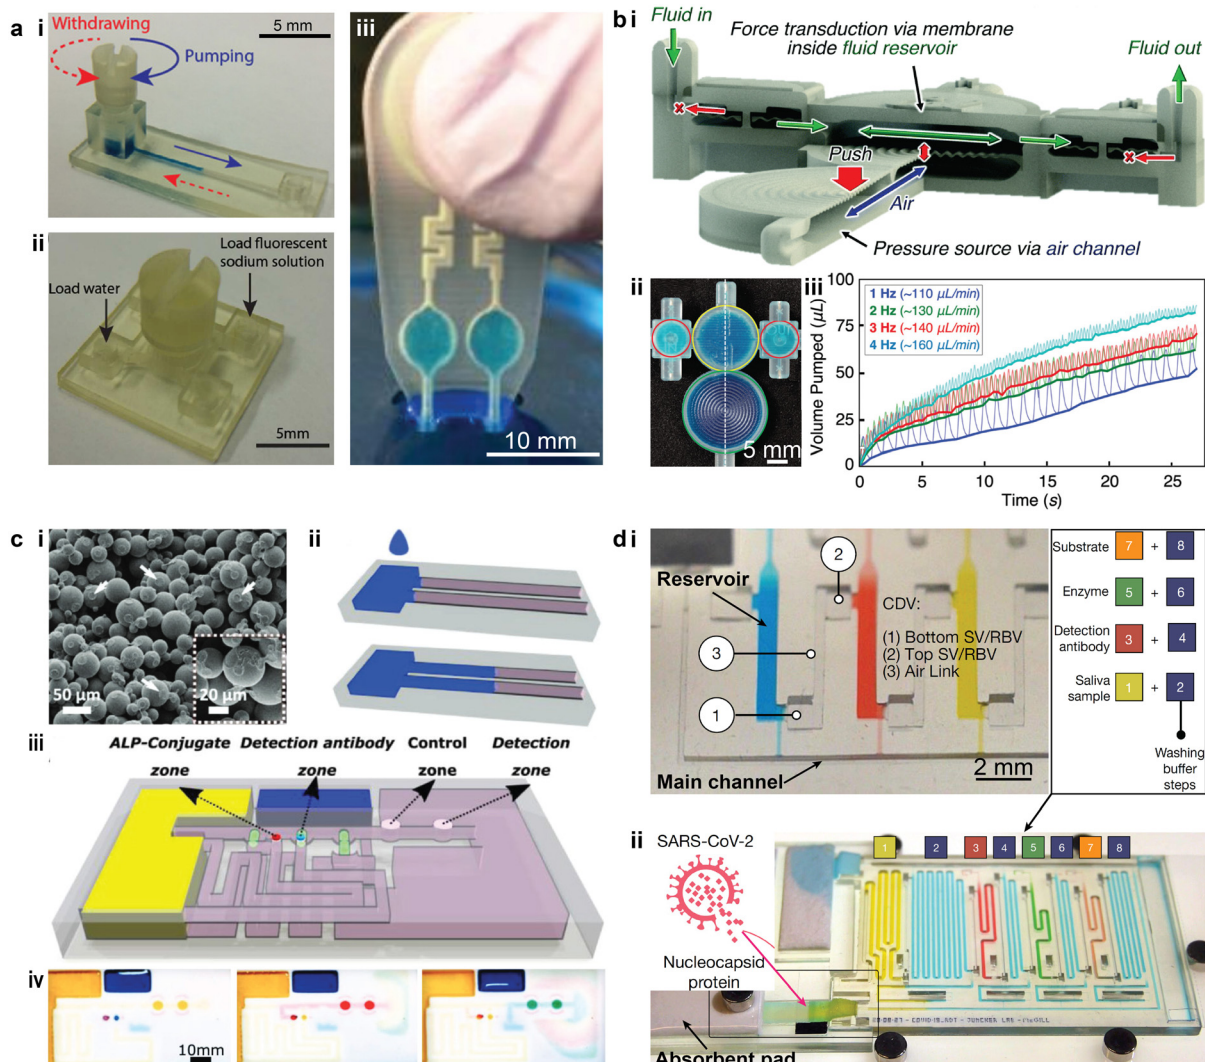 a i
Withdrawing
5 mm
Pumping
ii
Load fluorescent
sodium solution
Load water
5mm
iii
10 mm
b i
Fluid in
Force transduction via membrane
inside fluid reservoir
Fluid out
Push
Air
Pressure source via air channel
ii
5 mm
iii
Volume Pumped (µL)
100
75
50
25
0
1 Hz (~110 µL/min)
2 Hz (~130 µL/min)
3 Hz (~140 µL/min)
4 Hz (~160 µL/min)
5
10
15
20
25
Time (s)
c i
50 µm
20 µm
ii
iii
ALP-Conjugate
zone
Detection antibody
zone
Control
zone
Detection
zone
iv
10mm
d i
Reservoir
2
3
1
CDV:
(1) Bottom SV/RBV
(2) Top SV/RBV
(3) Air Link
Main channel
2 mm
Substrate 7 + 8
Enzyme 5 + 6
Detection
antibody 3 + 4
Saliva
sample 1 + 2
Washing
buffer
steps
ii
SARS-CoV-2
1 2 3 4 5 6 7 8
Nucleocapsid
protein
Absorbent pad